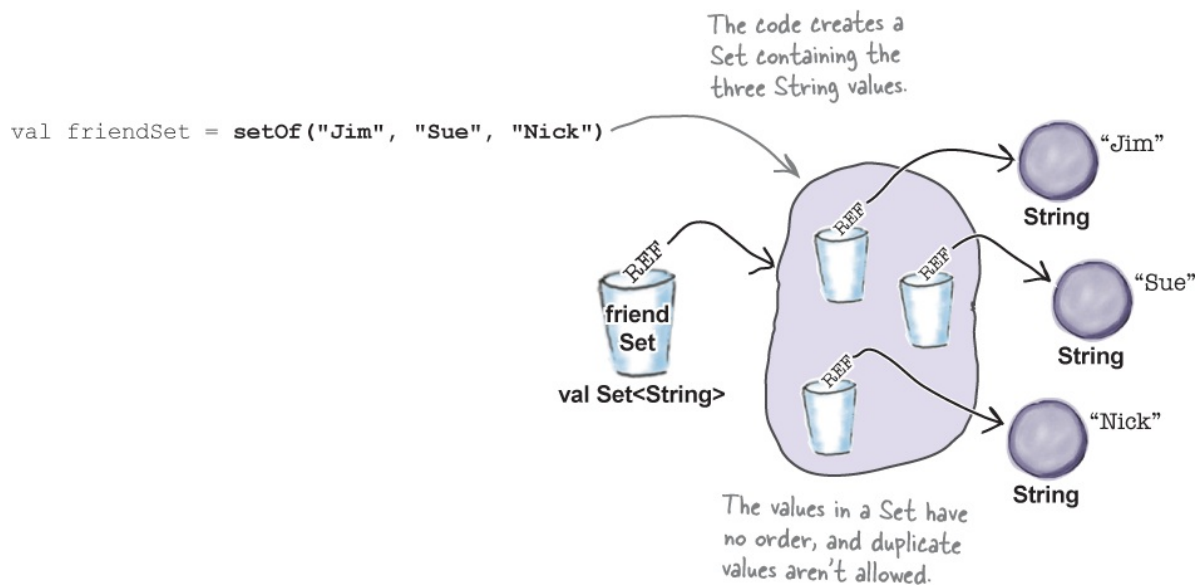 The code creates a
Set containing the
three String values.
val friendSet = setOf("Jim", "Sue", "Nick")
REF
“Jim”
String
REF
friend
Set
val Set<String>
REF
“Sue”
String
REF
“Nick”
String
The values in a Set have
no order, and duplicate
values aren't allowed.